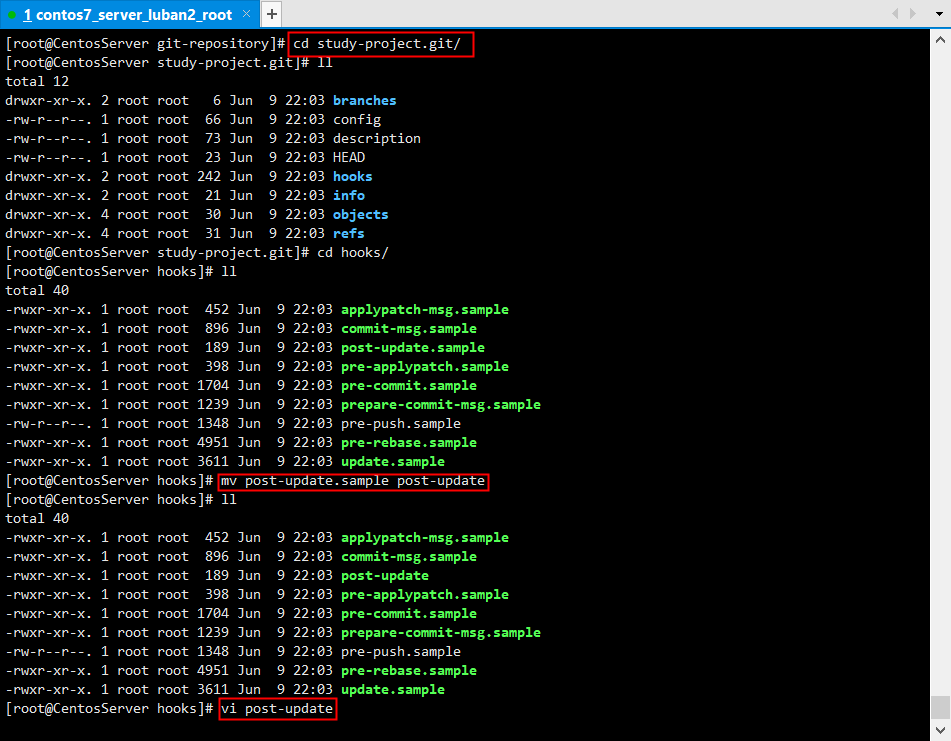 1 contos7_server_luban2_root × +
[root@CentosServer git-repository]# cd study-project.git/
[root@CentosServer study-project.git]# ll
total 12
drwxr-xr-x. 2 root root   6 Jun  9 22:03 branches
-rw-r--r--. 1 root root  66 Jun  9 22:03 config
-rw-r--r--. 1 root root  73 Jun  9 22:03 description
-rw-r--r--. 1 root root  23 Jun  9 22:03 HEAD
drwxr-xr-x. 2 root root 242 Jun  9 22:03 hooks
drwxr-xr-x. 2 root root  21 Jun  9 22:03 info
drwxr-xr-x. 4 root root  30 Jun  9 22:03 objects
drwxr-xr-x. 4 root root  31 Jun  9 22:03 refs
[root@CentosServer study-project.git]# cd hooks/
[root@CentosServer hooks]# ll
total 40
-rwxr-xr-x. 1 root root  452 Jun  9 22:03 applypatch-msg.sample
-rwxr-xr-x. 1 root root  896 Jun  9 22:03 commit-msg.sample
-rwxr-xr-x. 1 root root  189 Jun  9 22:03 post-update.sample
-rwxr-xr-x. 1 root root  398 Jun  9 22:03 pre-applypatch.sample
-rwxr-xr-x. 1 root root 1704 Jun  9 22:03 pre-commit.sample
-rwxr-xr-x. 1 root root 1239 Jun  9 22:03 prepare-commit-msg.sample
-rw-r--r--. 1 root root 1348 Jun  9 22:03 pre-push.sample
-rwxr-xr-x. 1 root root 4951 Jun  9 22:03 pre-rebase.sample
-rwxr-xr-x. 1 root root 3611 Jun  9 22:03 update.sample
[root@CentosServer hooks]# mv post-update.sample post-update
[root@CentosServer hooks]# ll
total 40
-rwxr-xr-x. 1 root root  452 Jun  9 22:03 applypatch-msg.sample
-rwxr-xr-x. 1 root root  896 Jun  9 22:03 commit-msg.sample
-rwxr-xr-x. 1 root root  189 Jun  9 22:03 post-update
-rwxr-xr-x. 1 root root  398 Jun  9 22:03 pre-applypatch.sample
-rwxr-xr-x. 1 root root 1704 Jun  9 22:03 pre-commit.sample
-rwxr-xr-x. 1 root root 1239 Jun  9 22:03 prepare-commit-msg.sample
-rw-r--r--. 1 root root 1348 Jun  9 22:03 pre-push.sample
-rwxr-xr-x. 1 root root 4951 Jun  9 22:03 pre-rebase.sample
-rwxr-xr-x. 1 root root 3611 Jun  9 22:03 update.sample
[root@CentosServer hooks]# vi post-update